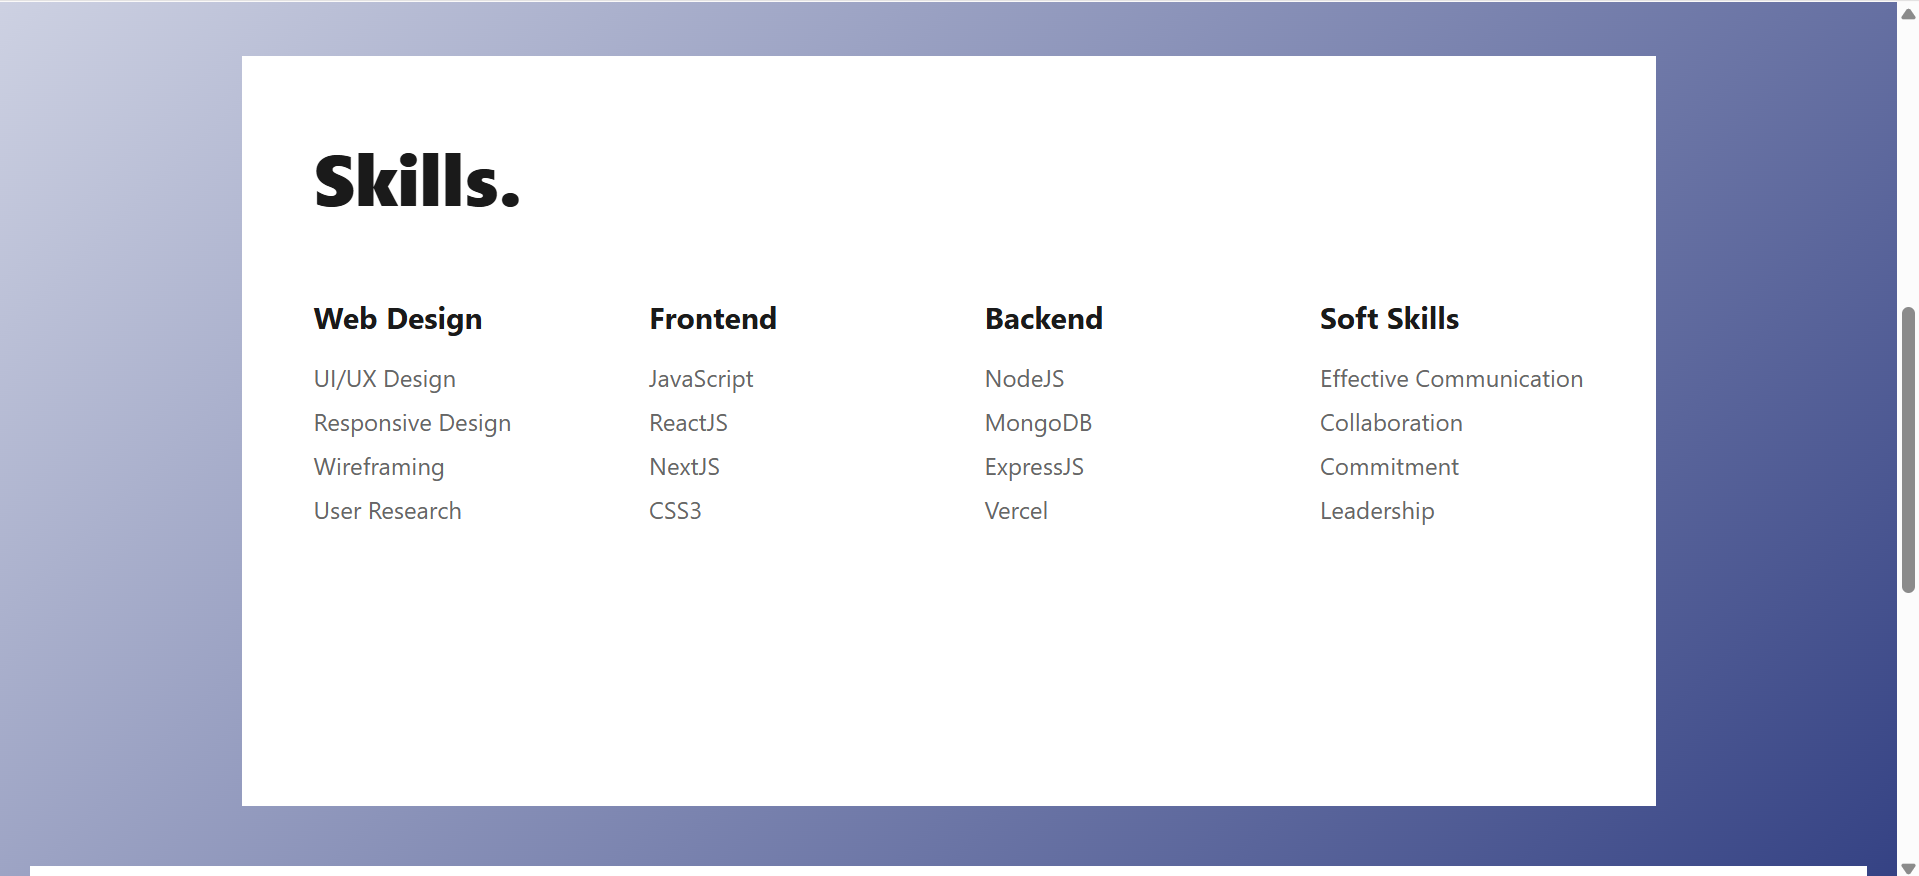 Skills.
Web Design
UI/UX Design
Responsive Design
Wireframing
User Research
Frontend
JavaScript
ReactJS
NextJS
CSS3
Backend
NodeJS
MongoDB
ExpressJS
Vercel
Soft Skills
Effective Communication
Collaboration
Commitment
Leadership